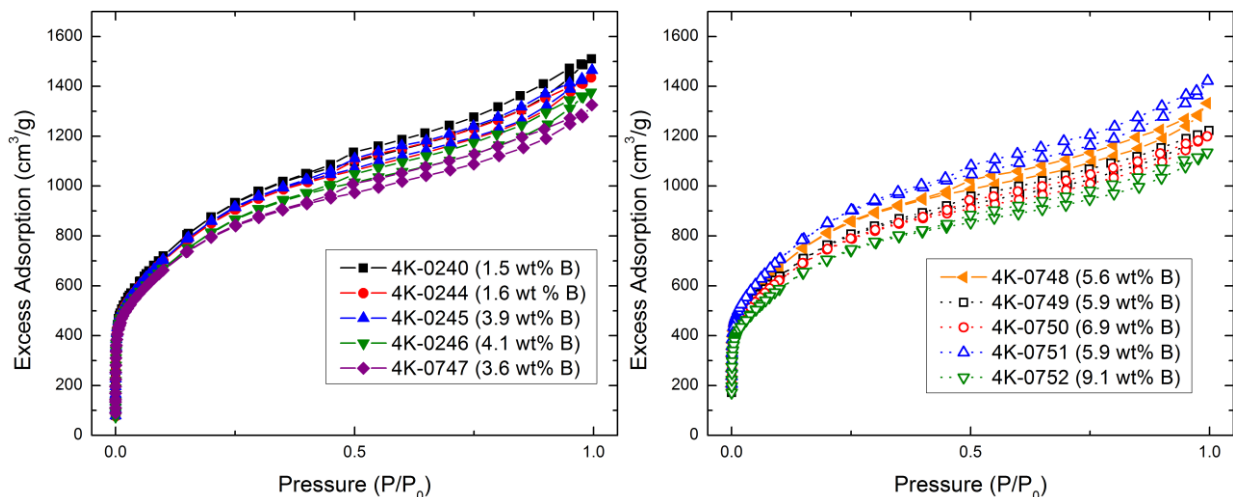 1600
1400
1200
1000
800
600
400
200
0
Excess Adsorption (cm³/g)
4K-0240 (1.5 wt% B)
4K-0244 (1.6 wt % B)
4K-0245 (3.9 wt% B)
4K-0246 (4.1 wt% B)
4K-0747 (3.6 wt% B)
0.0 0.5 1.0
Pressure (P/P₀)
1600
1400
1200
1000
800
600
400
200
0
Excess Adsorption (cm³/g)
4K-0748 (5.6 wt% B)
4K-0749 (5.9 wt% B)
4K-0750 (6.9 wt% B)
4K-0751 (5.9 wt% B)
4K-0752 (9.1 wt% B)
0.0 0.5 1.0
Pressure (P/P₀)